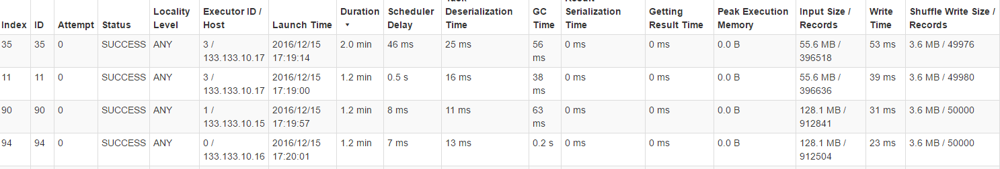 Task Result
Locality Executor ID / Duration Scheduler Deserialization GC Serialization Getting Peak Execution Input Size / Write Shuffle Write Size /
Index ID Attempt Status Level Host Launch Time ▾ Delay Time Time Time Result Time Memory Records Time Records
35 35 0 SUCCESS ANY 3 / 2016/12/15 2.0 min 46 ms 25 ms 56 0 ms 0 ms 0.0 B 55.6 MB / 53 ms 3.6 MB / 49976
133.133.10.17 17:19:14 ms 396518
11 11 0 SUCCESS ANY 3 / 2016/12/15 1.2 min 0.5 s 16 ms 38 0 ms 0 ms 0.0 B 55.6 MB / 39 ms 3.6 MB / 49980
133.133.10.17 17:19:00 ms 396636
90 90 0 SUCCESS ANY 1 / 2016/12/15 1.2 min 8 ms 11 ms 63 0 ms 0 ms 0.0 B 128.1 MB / 31 ms 3.6 MB / 50000
133.133.10.15 17:19:57 ms 912841
94 94 0 SUCCESS ANY 0 / 2016/12/15 1.2 min 7 ms 13 ms 0.2 s 0 ms 0 ms 0.0 B 128.1 MB / 23 ms 3.6 MB / 50000
133.133.10.16 17:20:01 912504